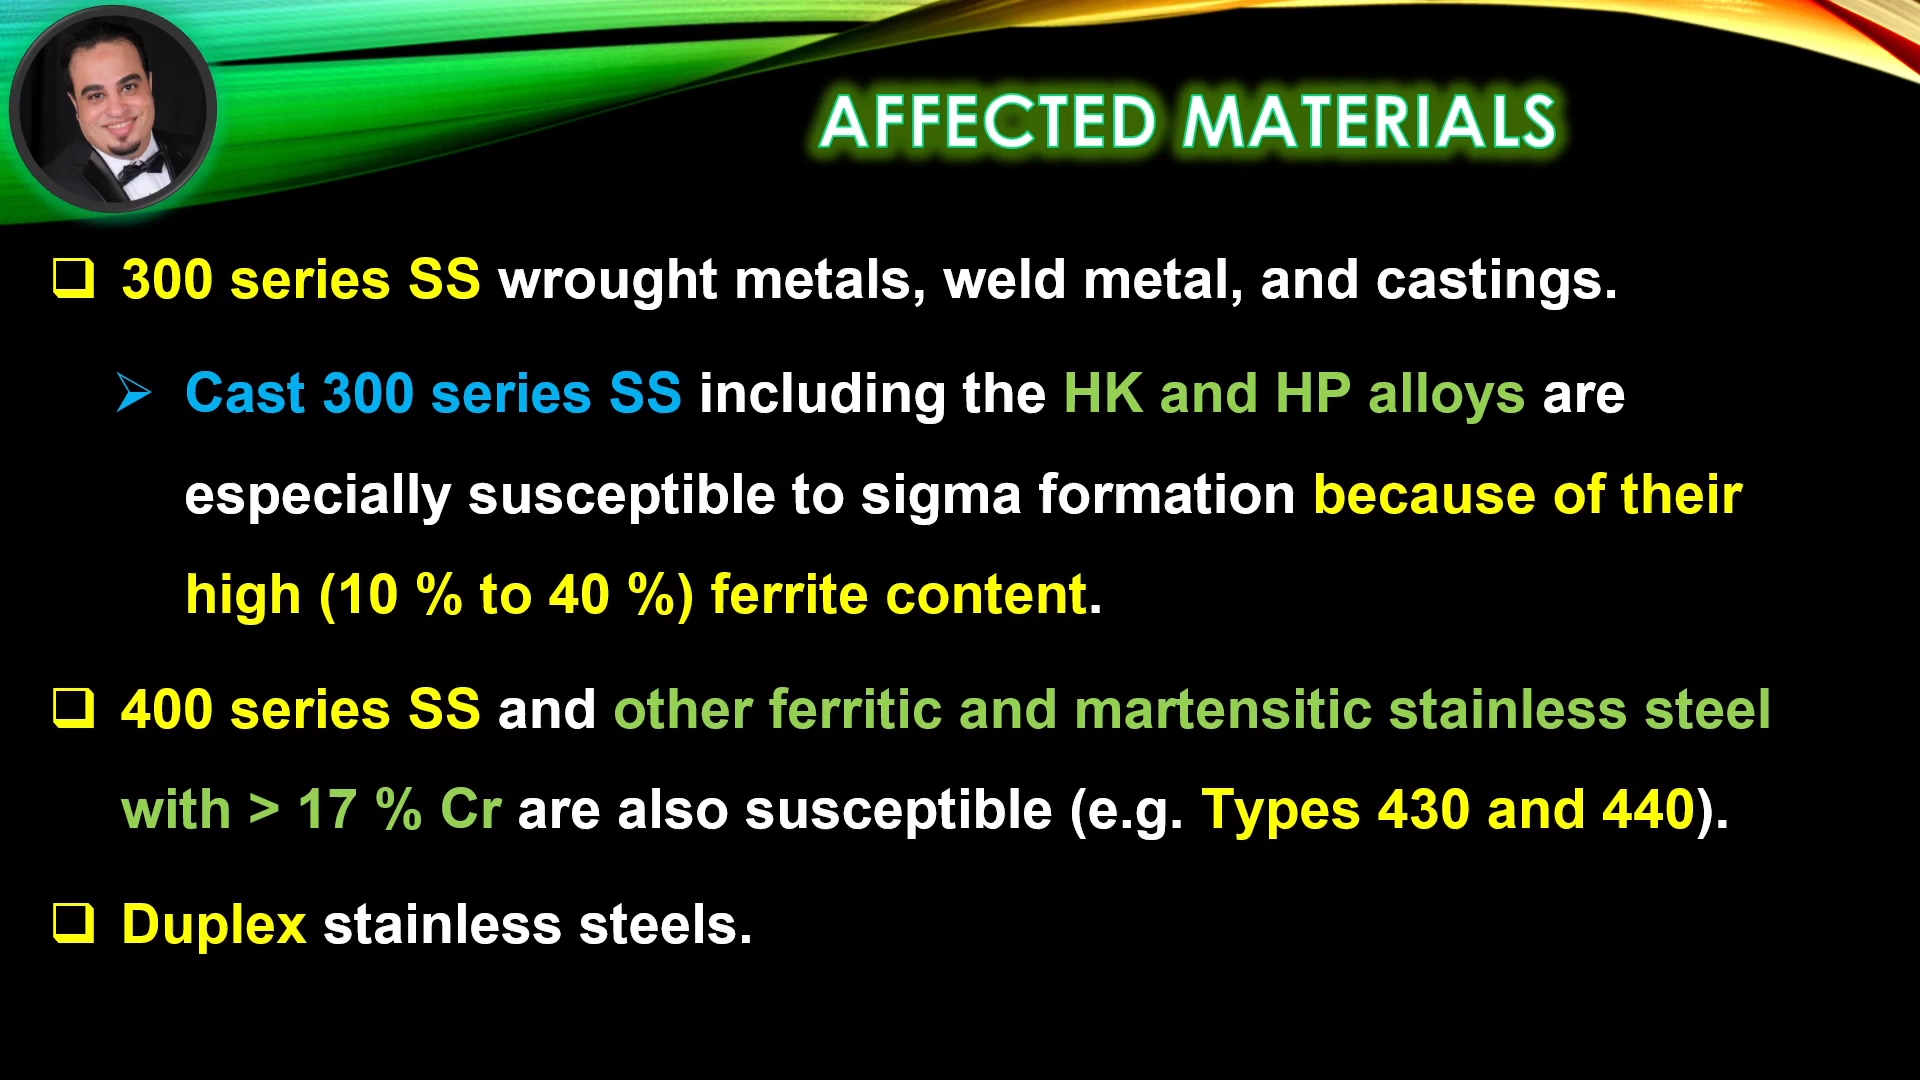 AFFECTED MATERIALS
300 series SS wrought metals, weld metal, and castings.
Cast 300 series SS including the HK and HP alloys are
especially susceptible to sigma formation because of their
high (10 % to 40 %) ferrite content.
400 series SS and other ferritic and martensitic stainless steel
with > 17 % Cr are also susceptible (e.g. Types 430 and 440).
Duplex stainless steels.